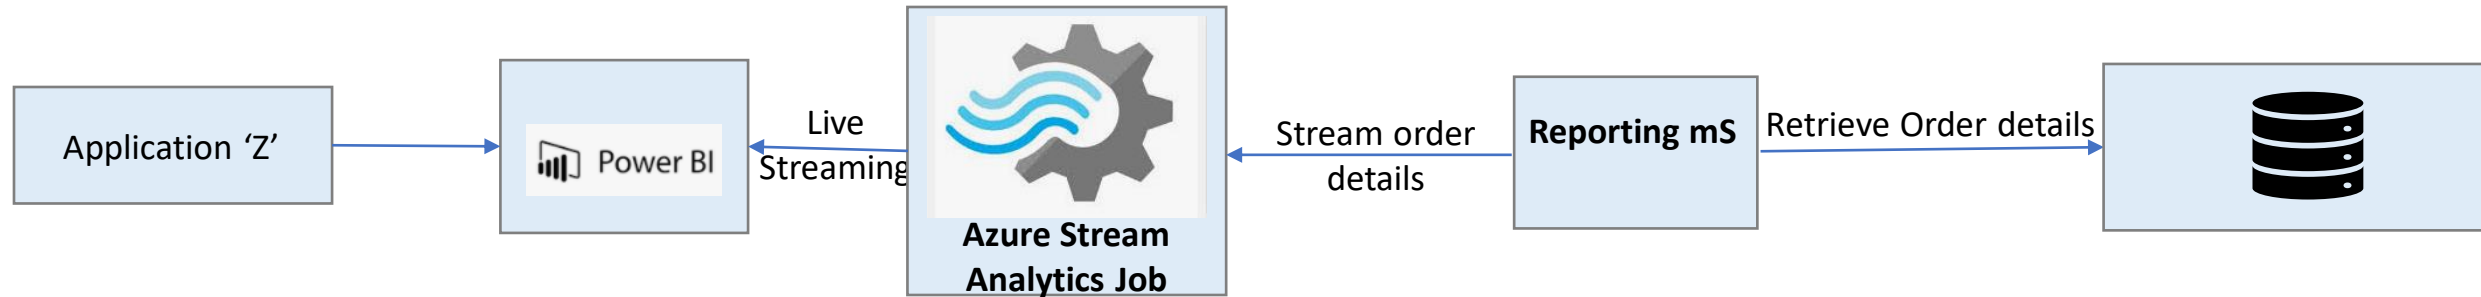 Application ‘Z’
Power BI
Live
Streaming
Azure Stream
Analytics Job
Stream order
details
Reporting mS
Retrieve Order details